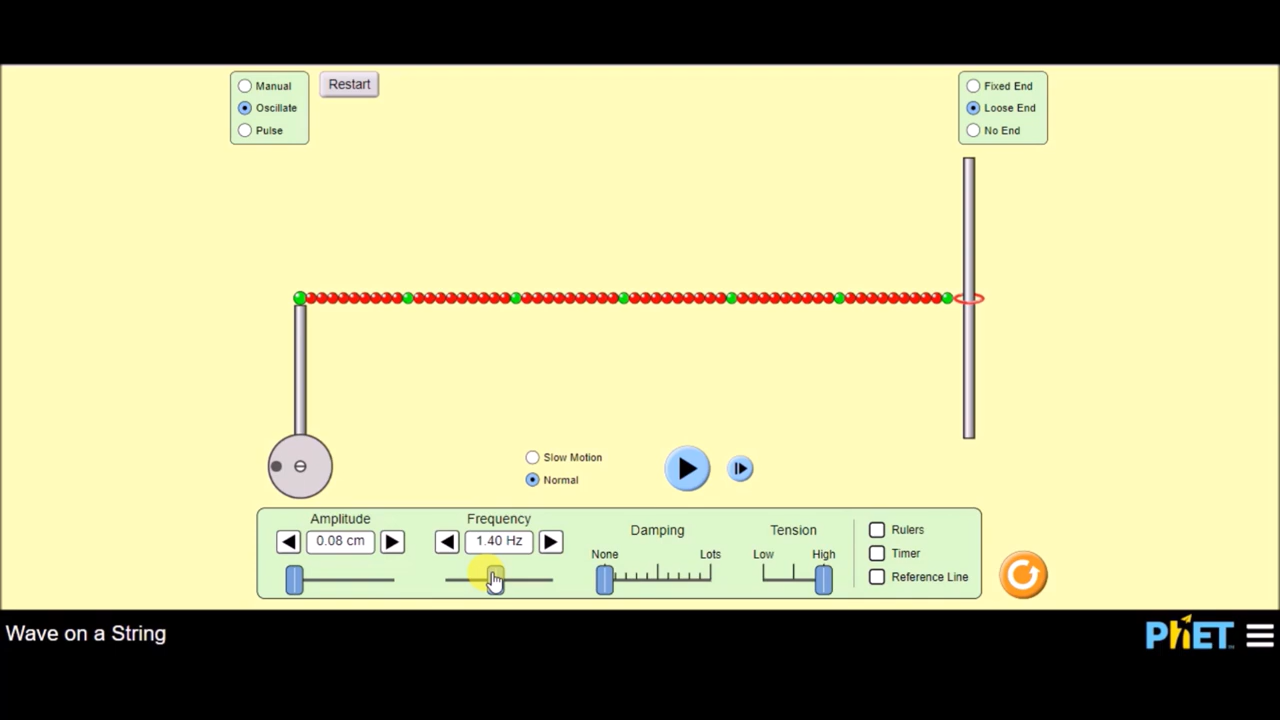 Manual
Oscillate
Pulse
Restart
Fixed End
Loose End
No End
Slow Motion
Normal
Amplitude
0.08 cm
Frequency
1.40 Hz
Damping
None
Lots
Tension
Low
High
Rulers
Timer
Reference Line
Wave on a String
PhET